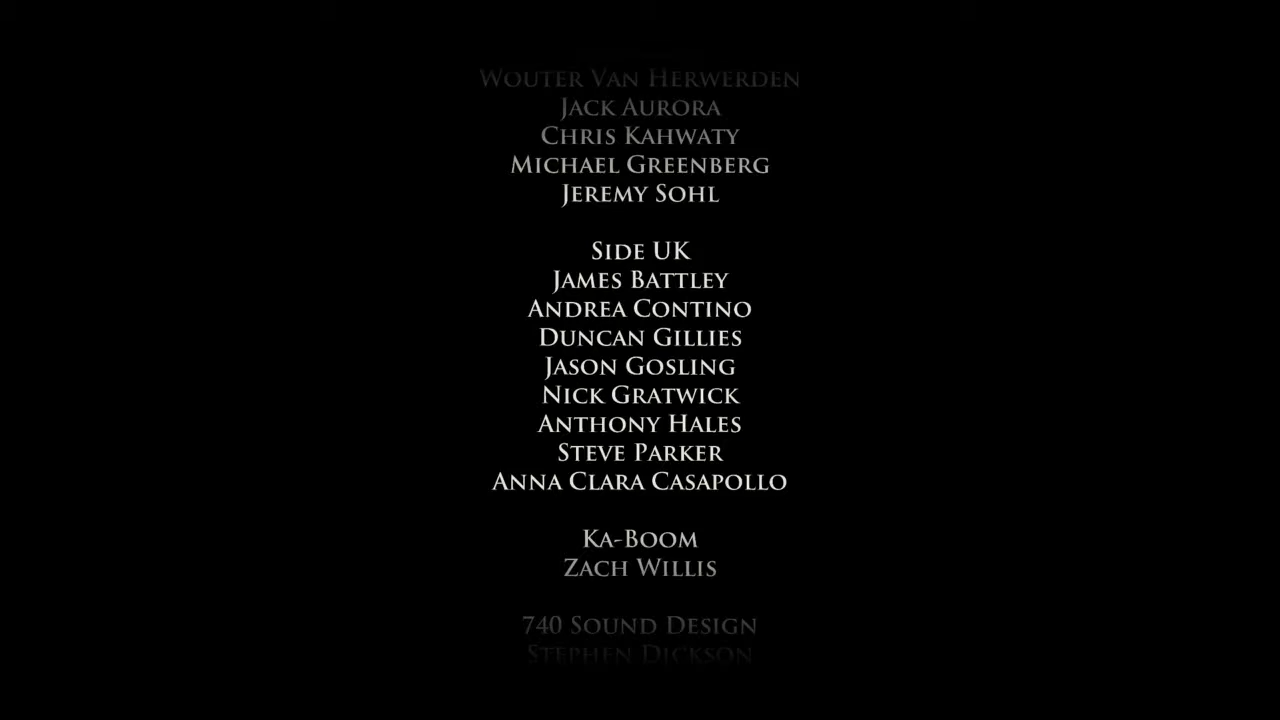 Wouter Van Herwerden
Jack Aurora
Chris Kahwaty
Michael Greenberg
Jeremy Sohl
Side UK
James Battley
Andrea Contino
Duncan Gillies
Jason Gosling
Nick Gratwick
Anthony Hales
Steve Parker
Anna Clara Casapollo
Ka-Boom
Zach Willis
740 Sound Design
Stephen Dickson